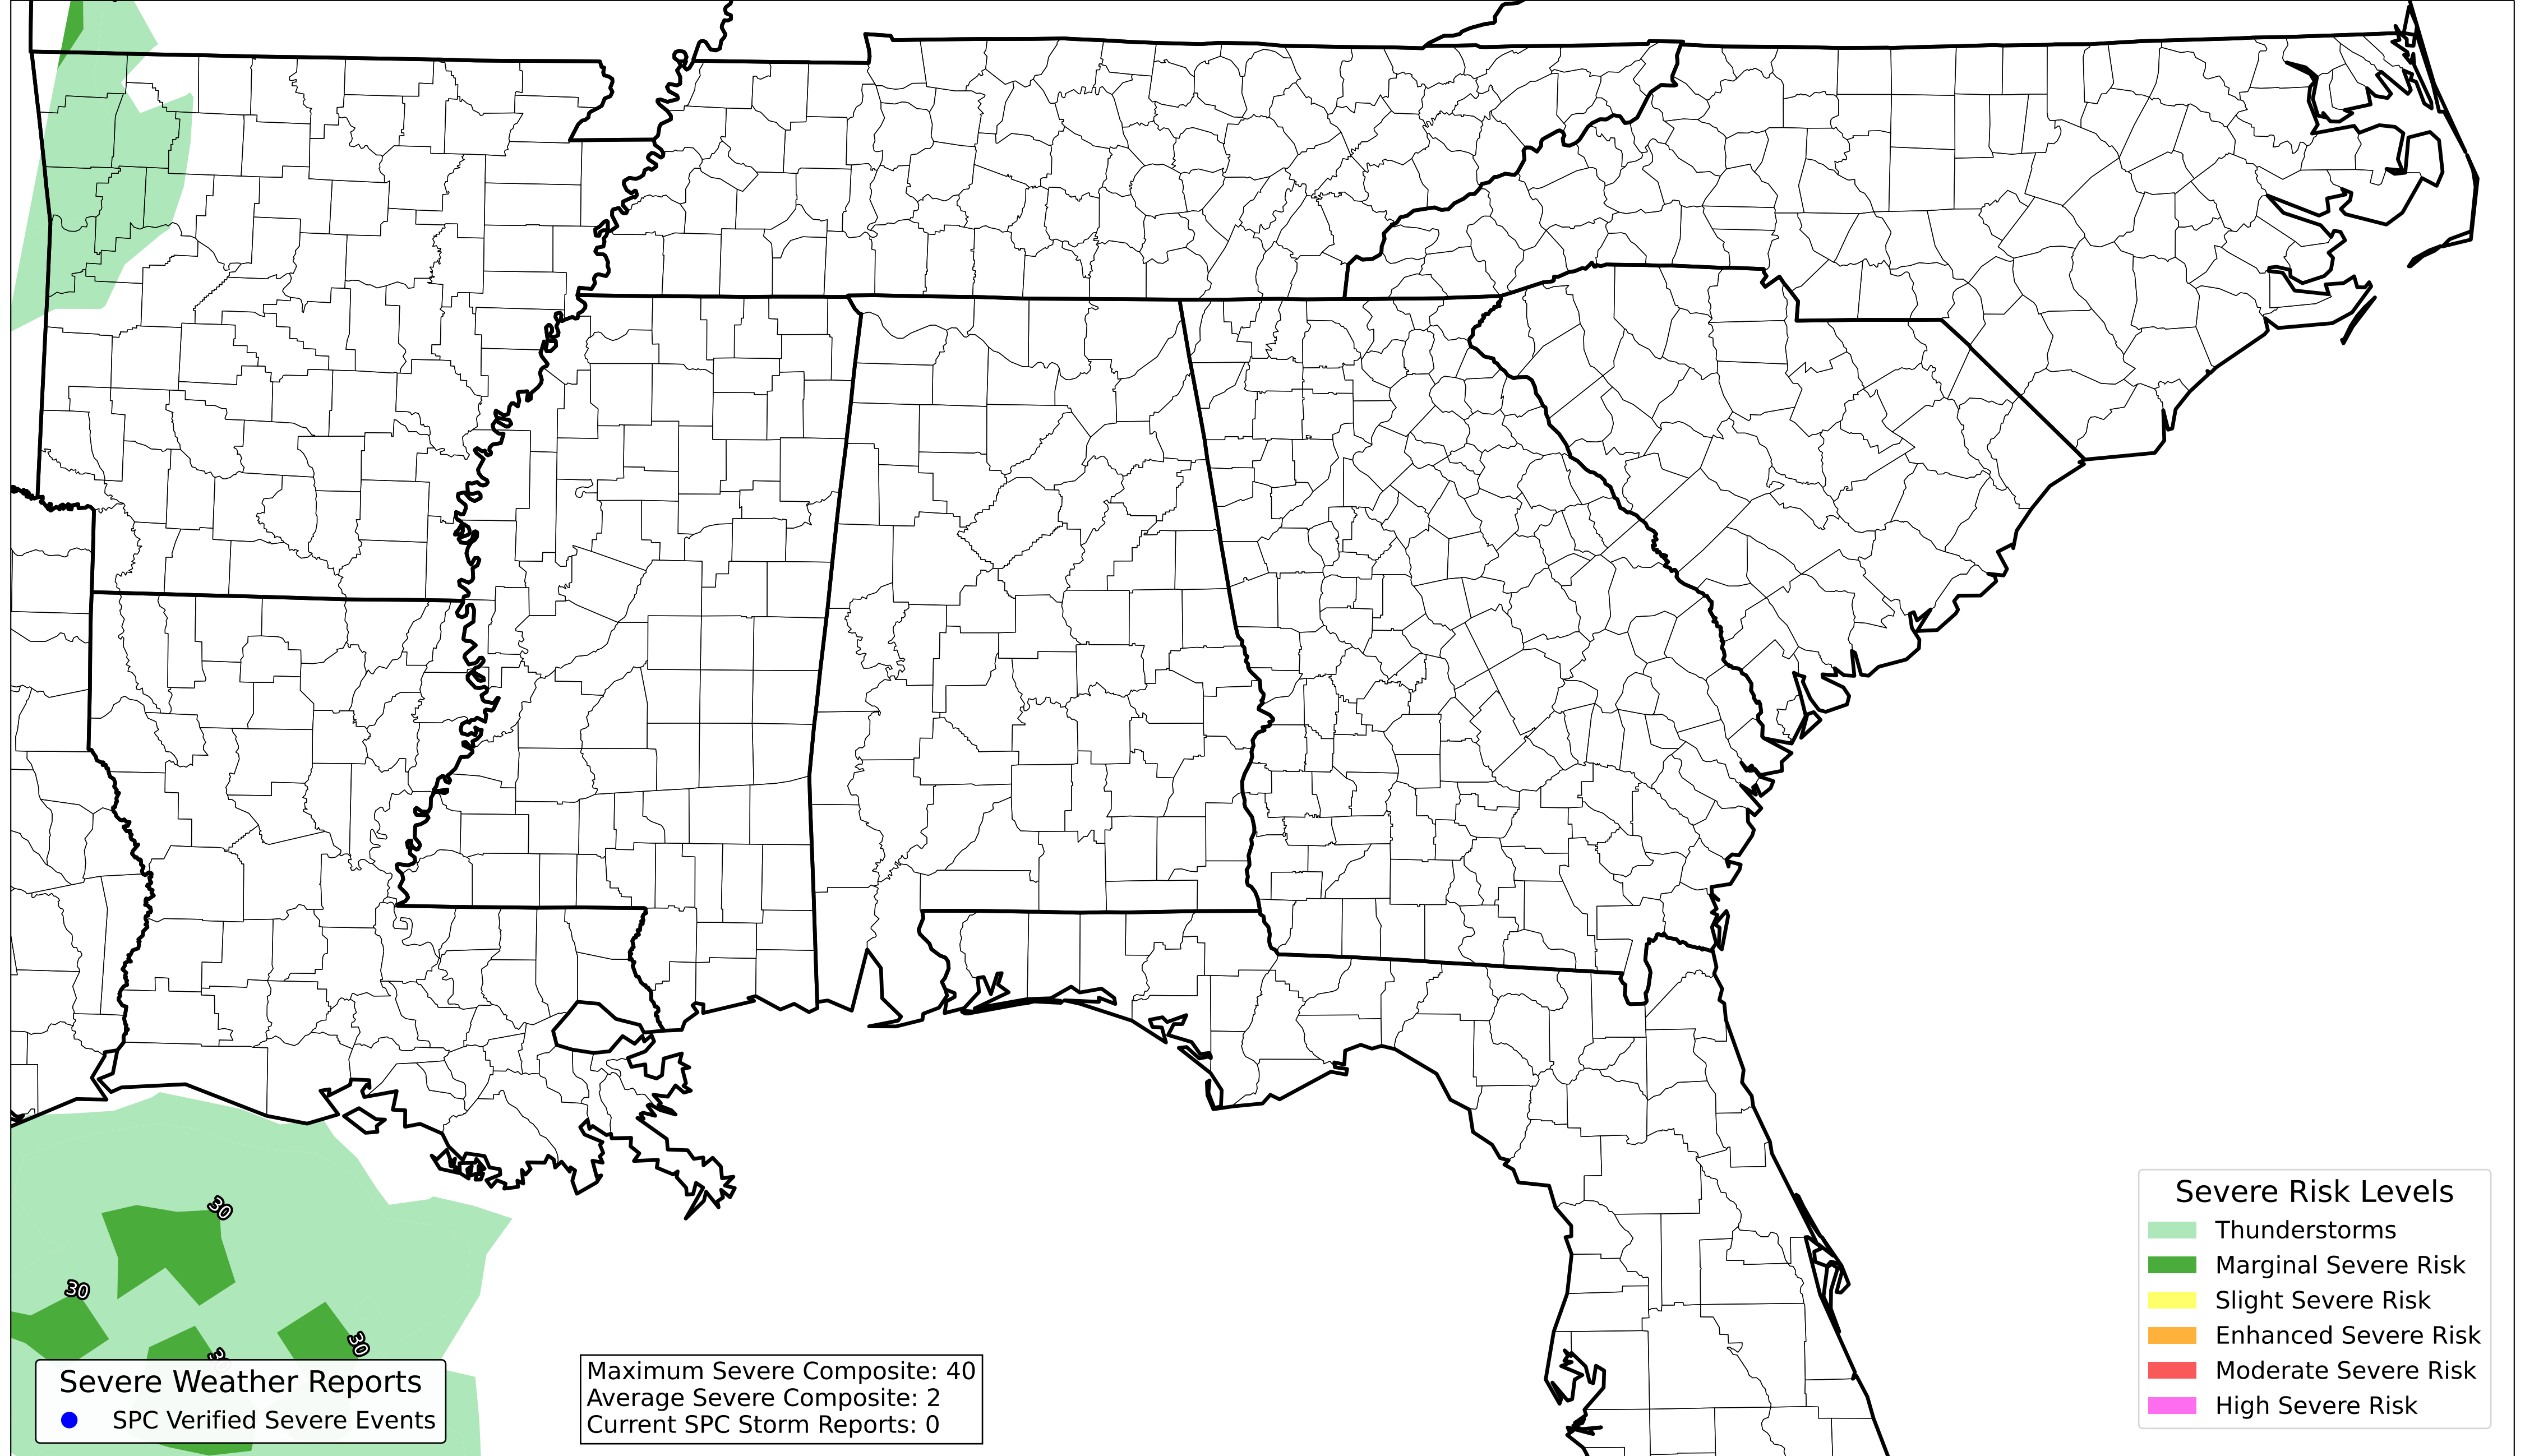 30
30
30
30
Severe Weather Reports
SPC Verified Severe Events
Maximum Severe Composite: 40
Average Severe Composite: 2
Current SPC Storm Reports: 0
Severe Risk Levels
Thunderstorms
Marginal Severe Risk
Slight Severe Risk
Enhanced Severe Risk
Moderate Severe Risk
High Severe Risk